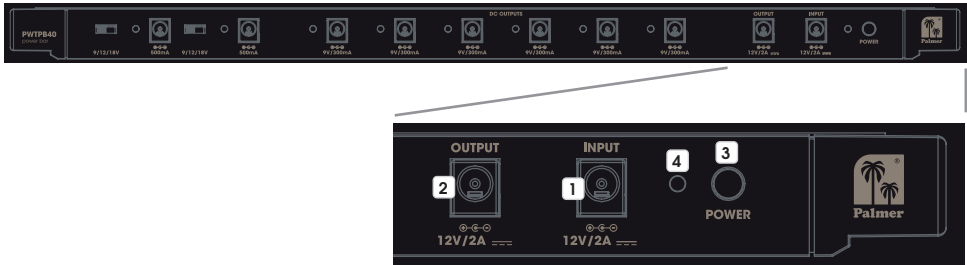 PWTPB40
power bar
9/12/18V
500mA
9/12/18V
500mA
DC OUTPUTS
9V/300mA
9V/300mA
9V/300mA
9V/300mA
9V/300mA
9V/300mA
OUTPUT
12V/2A
INPUT
12V/2A
POWER
Palmer
OUTPUT
INPUT
2
1
4
3
12V/2A
12V/2A
POWER
®
Palmer